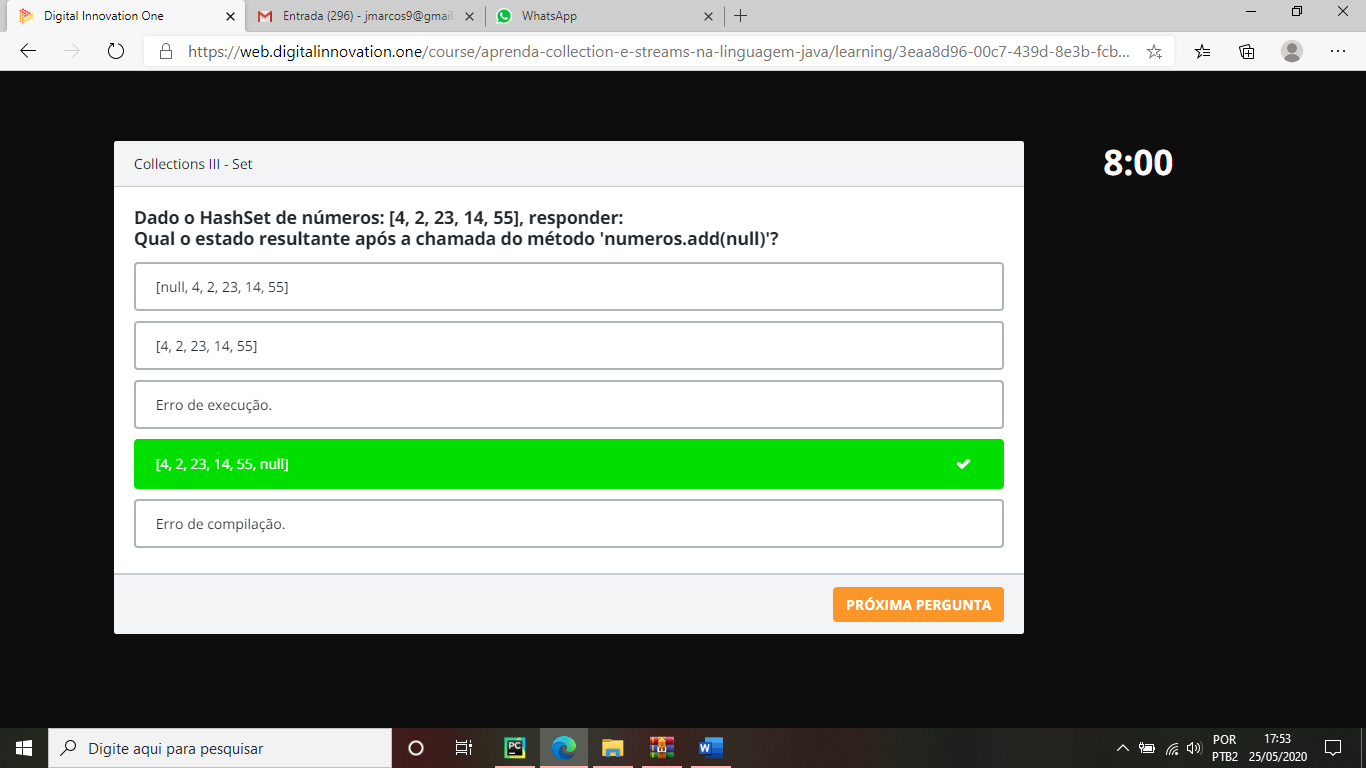 Digital Innovation One
Entrada (296) - jmarcos9@gmail.
WhatsApp
https://web.digitalinnovation.one/course/aprenda-collection-e-streams-na-linguagem-java/learning/3eaa8d96-00c7-439d-8e3b-fcb...
Collections III - Set
8:00
Dado o HashSet de números: [4, 2, 23, 14, 55], responder:
Qual o estado resultante após a chamada do método 'numeros.add(null)'?
[null, 4, 2, 23, 14, 55]
[4, 2, 23, 14, 55]
Erro de execução.
[4, 2, 23, 14, 55, null]
Erro de compilação.
PRÓXIMA PERGUNTA
Digite aqui para pesquisar
PC
W
POR
PTB2
17:53
25/05/2020